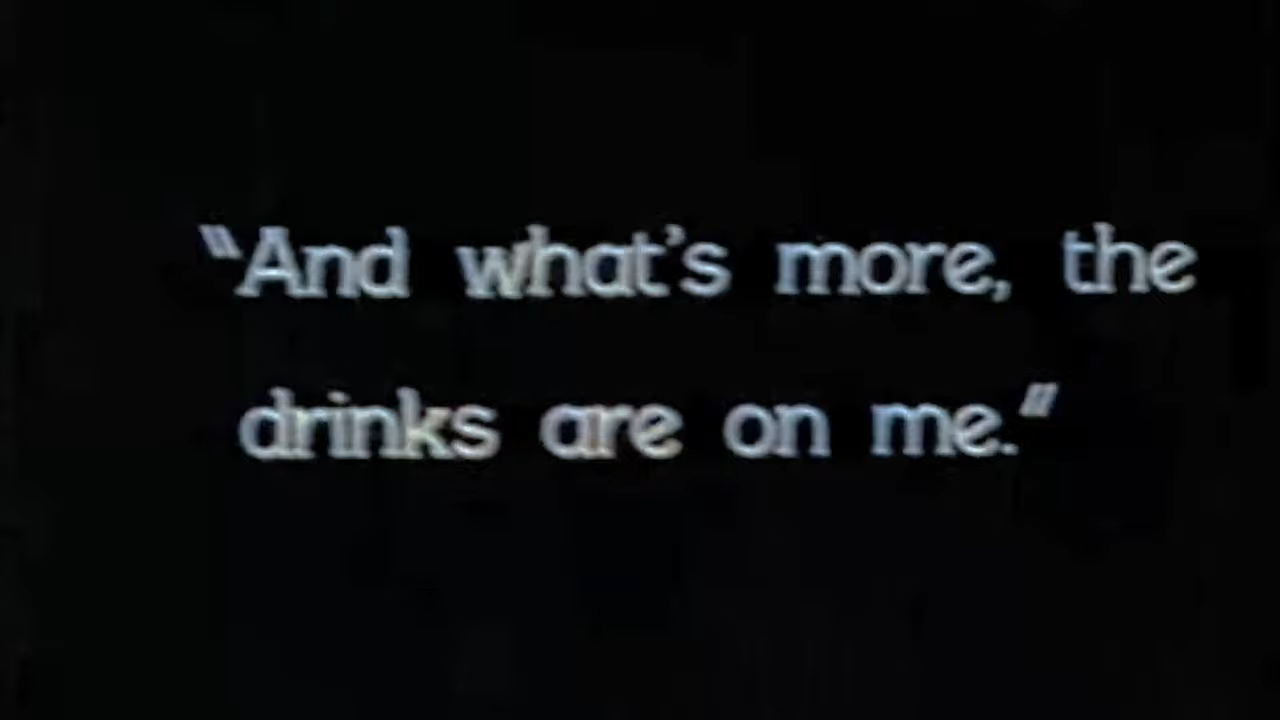 “And what’s more, the
drinks are on me.”